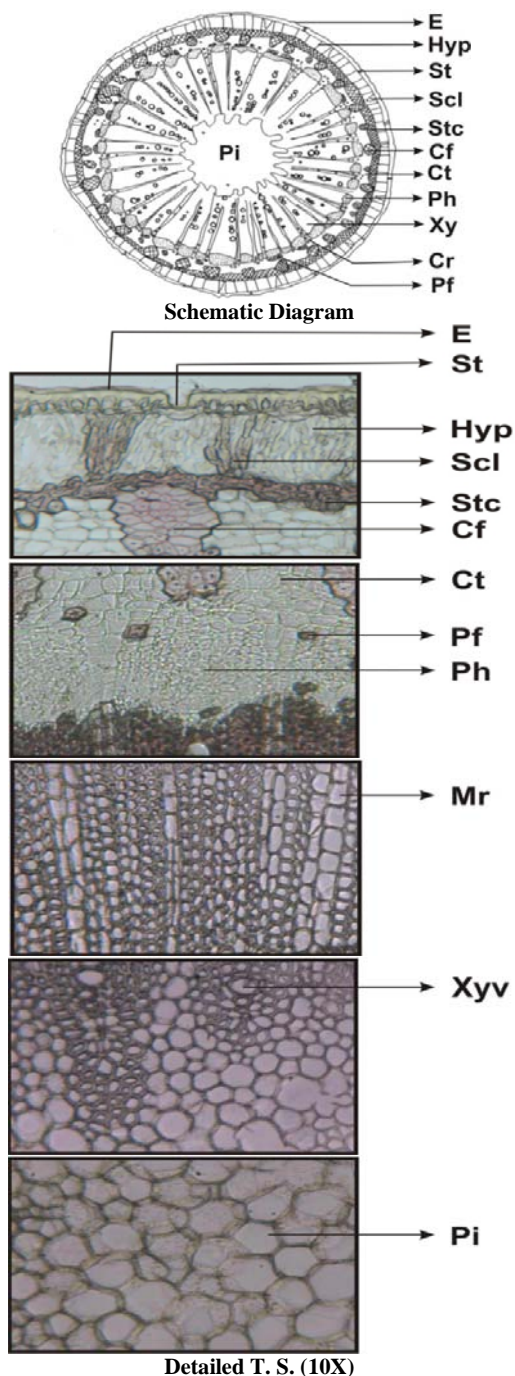 E
Hyp
St
Scl
Stc
Cf
Ct
Ph
Xy
Cr
Pf
Pi
Schematic Diagram
E
St
Hyp
Scl
Stc
Cf
Ct
Pf
Ph
Mr
Xyv
Pi
Detailed T. S. (10X)